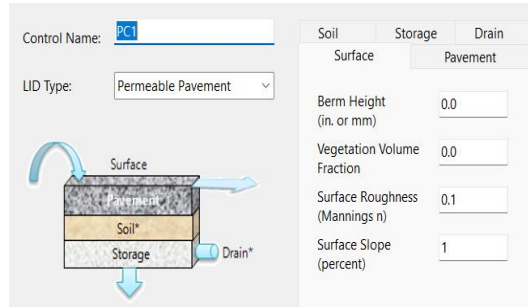 Control Name: PC1
LID Type: Permeable Pavement
Surface
Pavement
Soil*
Storage
Drain*
Soil Storage Drain
Surface Pavement
Berm Height 0.0
(in. or mm)
Vegetation Volume 0.0
Fraction
Surface Roughness 0.1
(Mannings n)
Surface Slope 1
(percent)